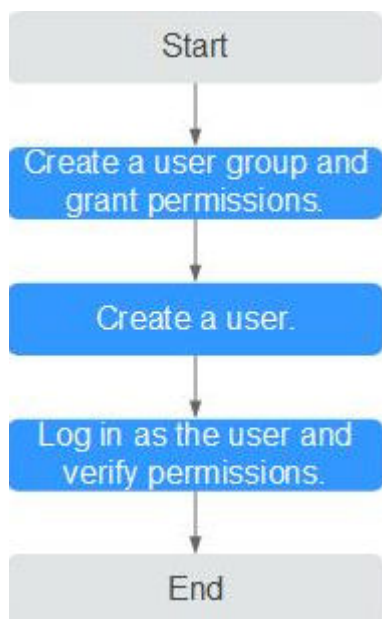 Start
Create a user group and
grant permissions.
Create a user.
Log in as the user and
verify permissions.
End